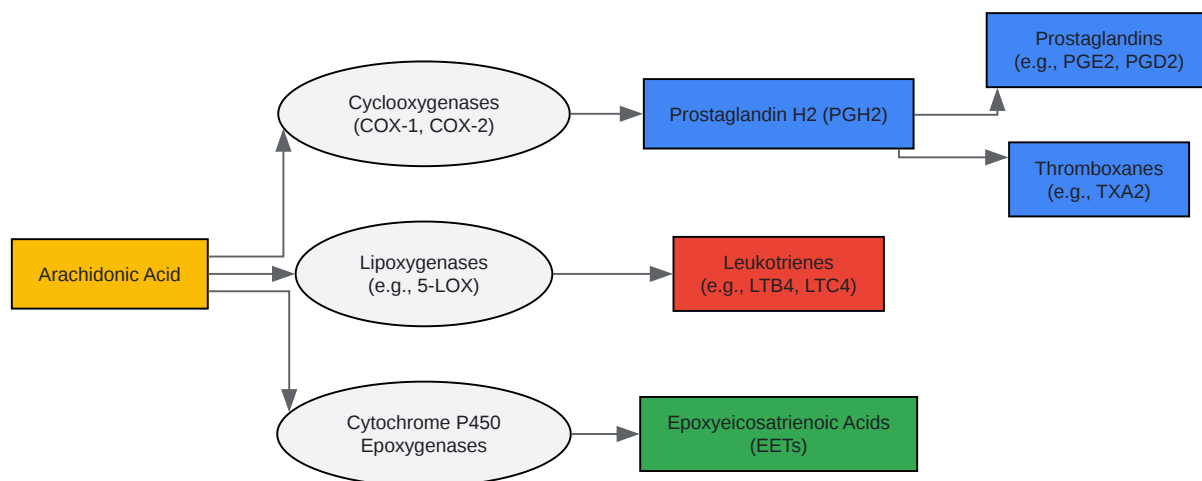 Prostaglandins
(e.g., PGE2, PGD2)
Cyclooxygenases
(COX-1, COX-2)
Prostaglandin H2 (PGH2)
Thromboxanes
(e.g., TXA2)
Arachidonic Acid
Lipoxygenases
(e.g., 5-LOX)
Leukotrienes
(e.g., LTB4, LTC4)
Cytochrome P450
Epoxygenases
Epoxyeicosatrienoic Acids
(EETs)